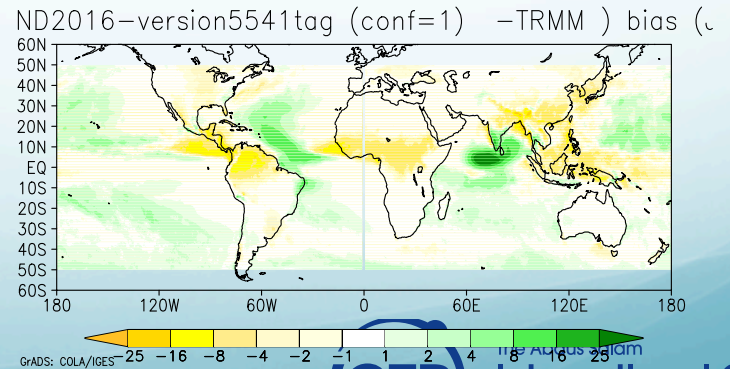 ND2016-version5541tag (conf=1) -TRMM ) bias (
60N
50N
40N
30N
20N
10N
EQ
10S
20S
30S
40S
50S
60S
180 120W 60W 0 60E 120E 180
-25 -16 -8 -4 -2 -1 1 2 4 8 16 25
GrADS: COLA/IGES
The Abdus Salam